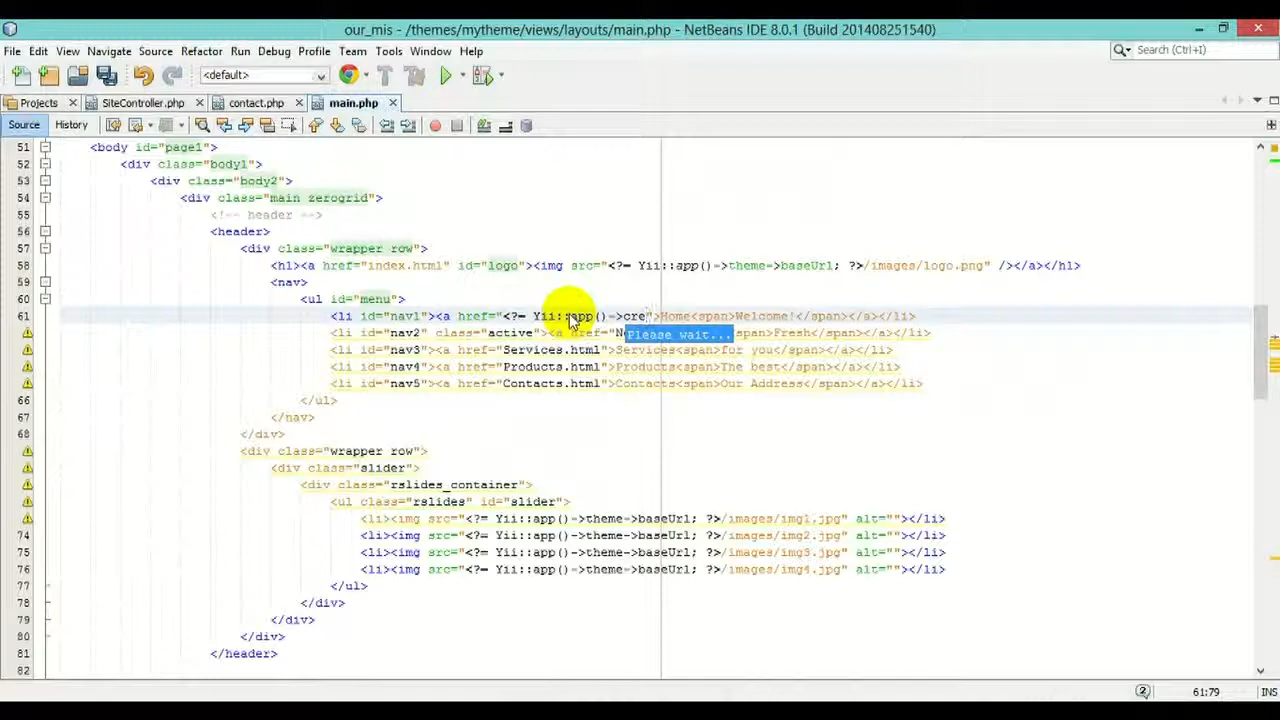 our_mis - /themes/mytheme/views/layouts/main.php - NetBeans IDE 8.0.1 (Build 201408251540)
File Edit View Navigate Source Refactor Run Debug Profile Team Tools Window Help
Search (Ctrl+I)
<default>
Projects SiteController.php contact.php main.php
Source History
51 <body id="page1">
52 <div class="body1">
53 <div class="body2">
54 <div class="main zerogrid">
55 <!-- header -->
56 <header>
57 <div class="wrapper row">
58 <h1><a href="index.html" id="logo"><img src="<?= Yii::app()->theme->baseUrl; ?>/images/logo.png" /></a></h1>
59 <nav>
60 <ul id="menu">
61 <li id="nav1"><a href="<?= Yii::app()->cre">Home<span>Welcome!</span></a></li>
<li id="nav2" class="active"><a href="N
Please wait...
span>Fresh</span></a></li>
<li id="nav3"><a href="Services.html">Services<span>for you</span></a></li>
<li id="nav4"><a href="Products.html">Products<span>The best</span></a></li>
<li id="nav5"><a href="Contacts.html">Contacts<span>Our Address</span></a></li>
66 </ul>
67 </nav>
68 </div>
<div class="wrapper row">
<div class="slider">
<div class="rslides_container">
<ul class="rslides" id="slider">
<li><img src="<?= Yii::app()->theme->baseUrl; ?>/images/img1.jpg" alt=""></li>
74 <li><img src="<?= Yii::app()->theme->baseUrl; ?>/images/img2.jpg" alt=""></li>
75 <li><img src="<?= Yii::app()->theme->baseUrl; ?>/images/img3.jpg" alt=""></li>
76 <li><img src="<?= Yii::app()->theme->baseUrl; ?>/images/img4.jpg" alt=""></li>
77 </ul>
78 </div>
79 </div>
80 </div>
81 </header>
82
2 61:79 INS